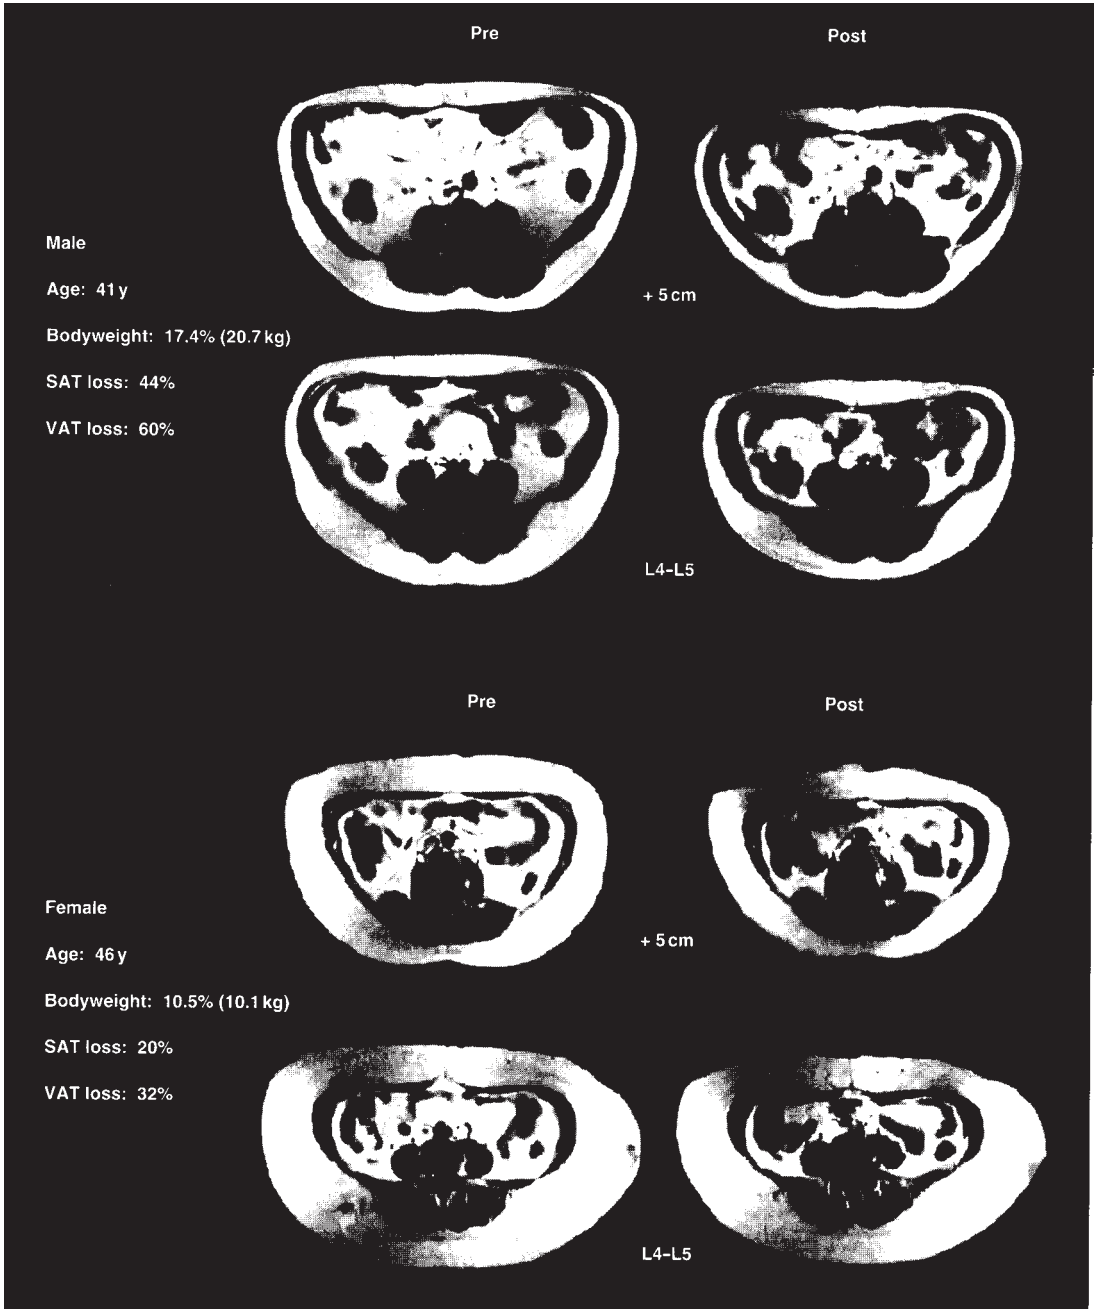 Pre
Post
Male
Age: 41 y
+ 5 cm
Bodyweight: 17.4% (20.7 kg)
SAT loss: 44%
VAT loss: 60%
L4–L5
Pre
Post
Female
Age: 46 y
+ 5 cm
Bodyweight: 10.5% (10.1 kg)
SAT loss: 20%
VAT loss: 32%
L4–L5